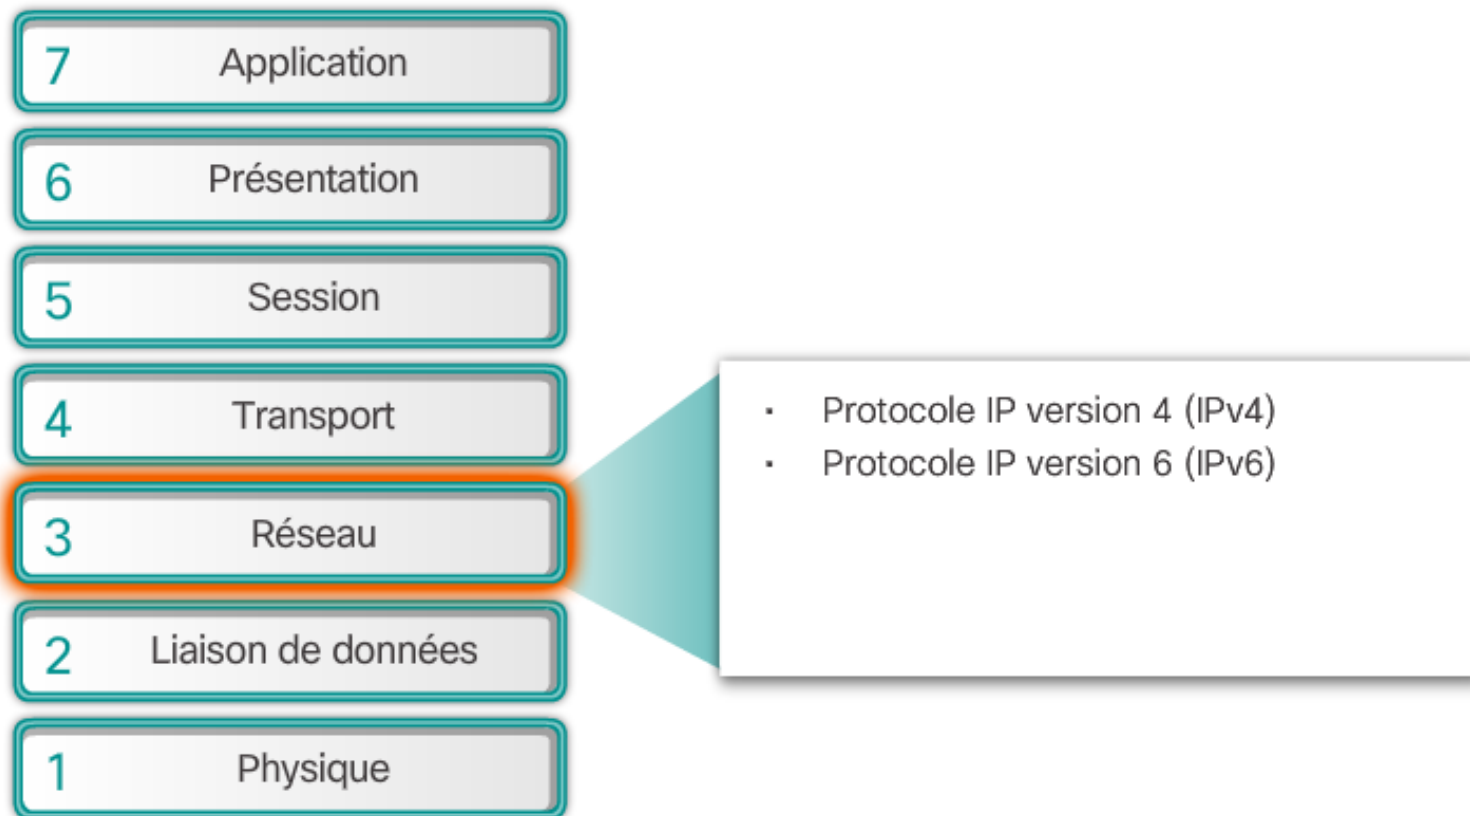 7 Application
6 Présentation
5 Session
4 Transport
3 Réseau
2 Liaison de données
1 Physique
· Protocole IP version 4 (IPv4)
· Protocole IP version 6 (IPv6)